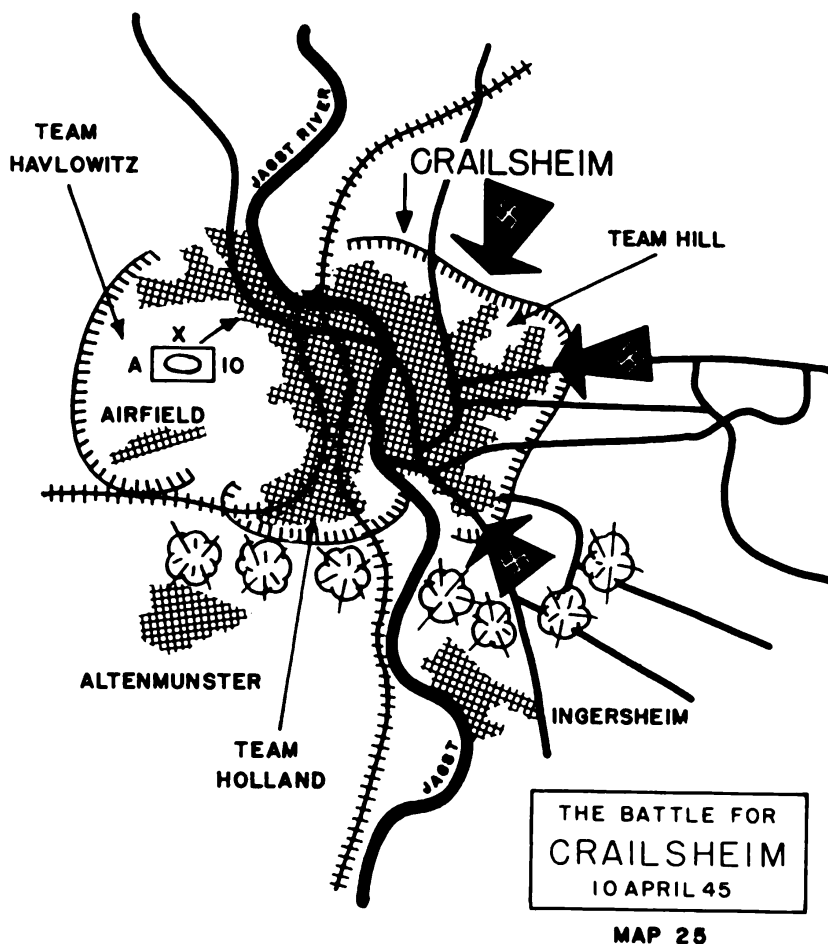 TEAM
HAVLOWITZ
JAGST RIVER
CRAILSHEIM
TEAM HILL
X
A 10
AIRFIELD
ALTENMUNSTER
INGERSHEIM
TEAM
HOLLAND
JAGST
THE BATTLE FOR
CRAILSHEIM
10 APRIL 45
MAP 25